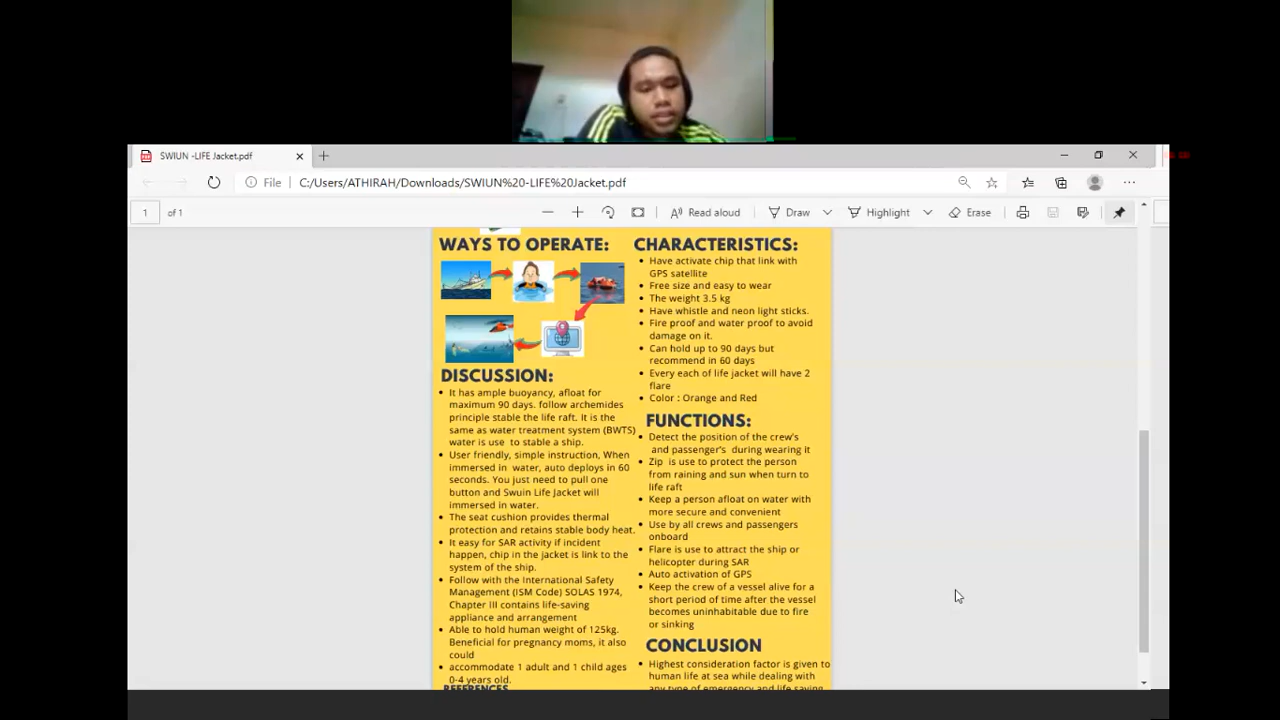 SWIUN -LIFE Jacket.pdf
File
C:/Users/ATHIRAH/Downloads/SWIUN%20-LIFE%20Jacket.pdf
1 of 1
Read aloud
Draw
Highlight
Erase
WAYS TO OPERATE:
DISCUSSION:
• It has ample buoyancy, afloat for
maximum 90 days. follow archemides
principle stable the life raft. it is the
same as water treatment system (BWTS)
water is use to stable a ship.
• User friendly, simple instruction, When
immersed in water, auto deploys in 60
seconds. You just need to pull one
button and Swuin Life Jacket will
immersed in water.
• The seat cushion provides thermal
protection and retains stable body heat.
• It easy for SAR activity if incident
happen, chip in the jacket is link to the
system of the ship.
• Follow with the International Safety
Management (ISM Code) SOLAS 1974,
Chapter III contains life-saving
appliance and arrangement
• Able to hold human weight of 125kg.
Beneficial for pregnancy moms, it also
could
• accommodate 1 adult and 1 child ages
0-4 years old.
REFERENCES
CHARACTERISTICS:
• Have activate chip that link with
GPS satellite
• Free size and easy to wear
• The weight 3.5 kg
• Have whistle and neon light sticks.
• Fire proof and water proof to avoid
damage on it.
• Can hold up to 90 days but
recommend in 60 days
• Every each of life jacket will have 2
flare
• Color : Orange and Red
FUNCTIONS:
• Detect the position of the crew's
and passenger's during wearing it
• Zip is use to protect the person
from raining and sun when turn to
life raft
• Keep a person afloat on water with
more secure and convenient
• Use by all crews and passengers
onboard
• Flare is use to attract the ship or
helicopter during SAR
• Auto activation of GPS
• Keep the crew of a vessel alive for a
short period of time after the vessel
becomes uninhabitable due to fire
or sinking
CONCLUSION
• Highest consideration factor is given to
human life at sea while dealing with
any type of emergency and life saving